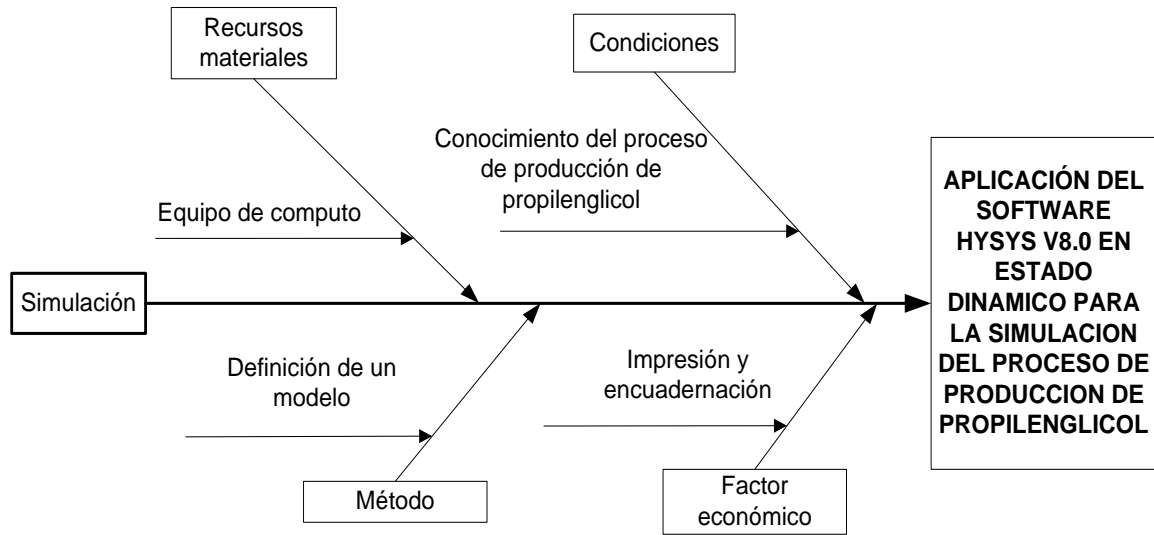 Recursos
materiales
Condiciones
Conocimiento del proceso
de producción de
propilenglicol
Equipo de computo
Simulación
APLICACIÓN DEL
SOFTWARE
HYSYS V8.0 EN
ESTADO
DINAMICO PARA
LA SIMULACION
DEL PROCESO DE
PRODUCCION DE
PROPILENGLICOL
Definición de un
modelo
Impresión y
encuadernación
Método
Factor
económico